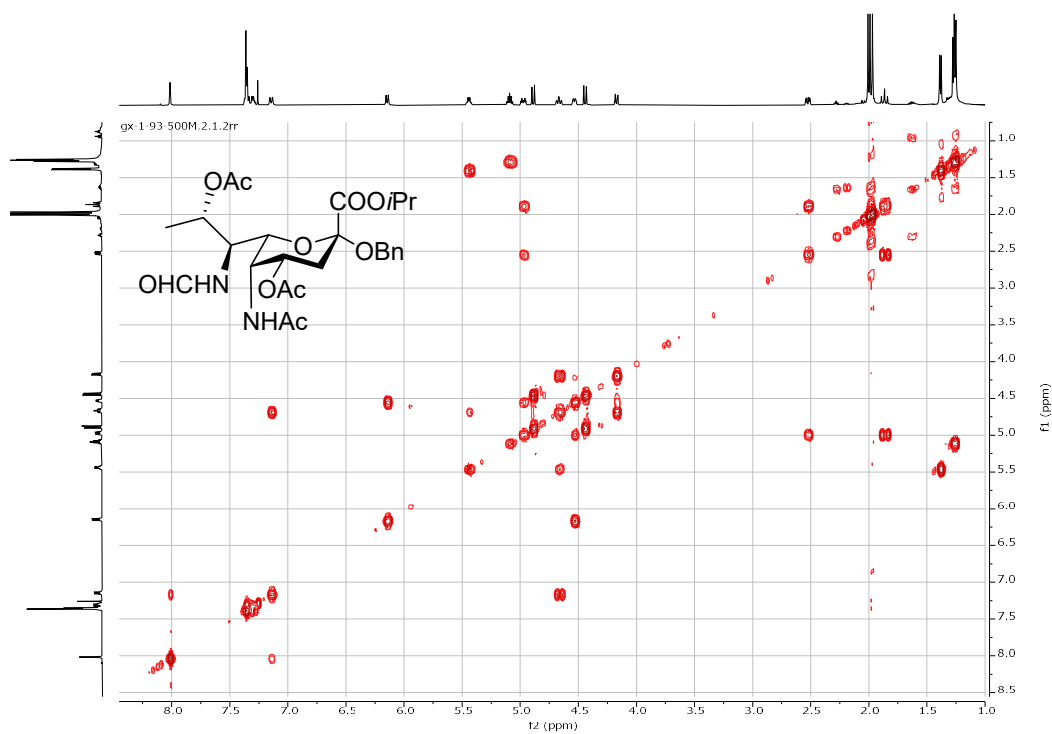 gx-1-93-500M.2.1.2rr
OAc
COOiPr
O
OBn
OHCHN
OAc
NHAc
1.0
1.5
2.0
2.5
3.0
3.5
4.0
4.5
5.0
5.5
6.0
6.5
7.0
7.5
8.0
8.5
f1 (ppm)
8.0 7.5 7.0 6.5 6.0 5.5 5.0 4.5 4.0 3.5 3.0 2.5 2.0 1.5 1.0
f2 (ppm)